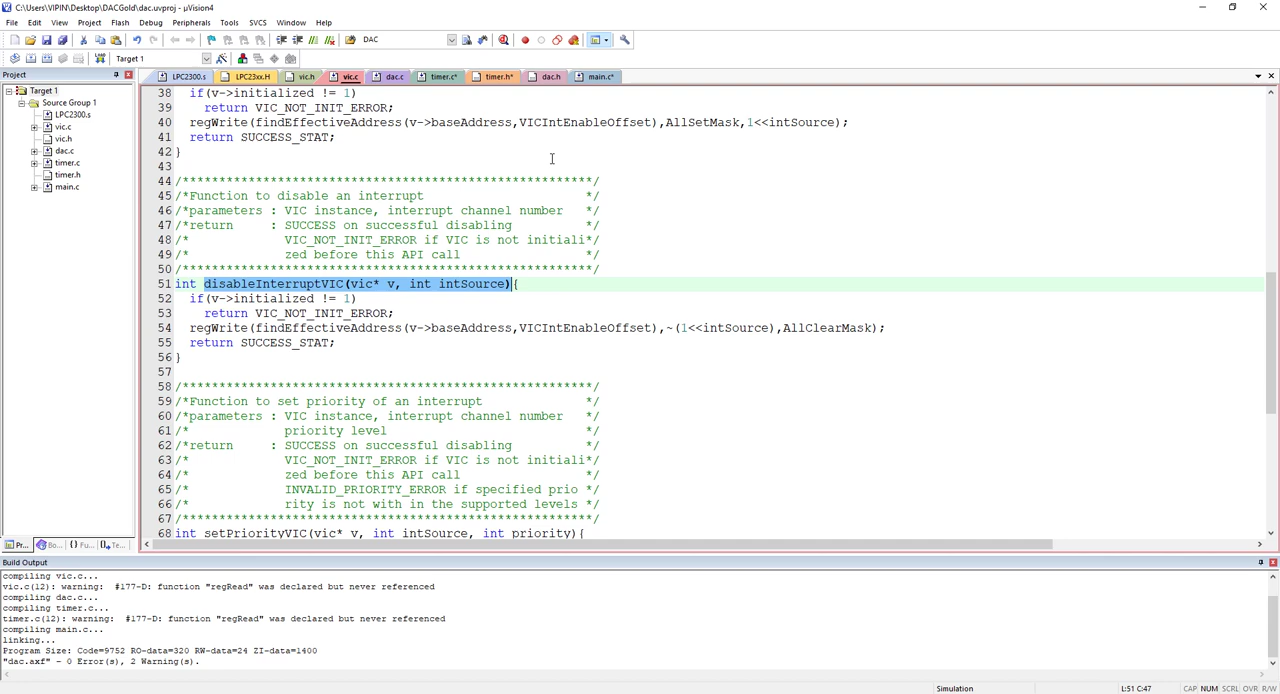 C:\Users\VIPIN\Desktop\DACGold\dac.uvproj - µVision4
File Edit View Project Flash Debug Peripherals Tools SVCS Window Help
DAC
Target 1
Project
LPC2300.s LPC23xx.H vic.h vic.c dac.c timer.c* timer.h* dac.h main.c*
Target 1
Source Group 1
LPC2300.s
vic.c
vic.h
dac.c
timer.c
timer.h
main.c
38 if(v->initialized != 1)
39 return VIC_NOT_INIT_ERROR;
40 regWrite(findEffectiveAddress(v->baseAddress,VICIntEnableOffset),AllSetMask,1<<intSource);
41 return SUCCESS_STAT;
42 }
43
44 /********************************************************/
45 /*Function to disable an interrupt */
46 /*parameters : VIC instance, interrupt channel number */
47 /*return : SUCCESS on successful disabling */
48 /* VIC_NOT_INIT_ERROR if VIC is not initiali*/
49 /* zed before this API call */
50 /********************************************************/
51 int disableInterruptVIC(vic* v, int intSource){
52 if(v->initialized != 1)
53 return VIC_NOT_INIT_ERROR;
54 regWrite(findEffectiveAddress(v->baseAddress,VICIntEnableOffset),~(1<<intSource),AllClearMask);
55 return SUCCESS_STAT;
56 }
57
58 /********************************************************/
59 /*Function to set priority of an interrupt */
60 /*parameters : VIC instance, interrupt channel number */
61 /* priority level */
62 /*return : SUCCESS on successful disabling */
63 /* VIC_NOT_INIT_ERROR if VIC is not initiali*/
64 /* zed before this API call */
65 /* INVALID_PRIORITY_ERROR if specified prio */
66 /* rity is not with in the supported levels */
67 /********************************************************/
68 int setPriorityVIC(vic* v, int intSource, int priority){
Pr... Bo... {} Fu... Te...
Build Output
compiling vic.c...
vic.c(12): warning: #177-D: function "regRead" was declared but never referenced
compiling dac.c...
compiling timer.c...
timer.c(12): warning: #177-D: function "regRead" was declared but never referenced
compiling main.c...
linking...
Program Size: Code=9752 RO-data=320 RW-data=24 ZI-data=1400
"dac.axf" - 0 Error(s), 2 Warning(s).
Simulation L:51 C:47 CAP NUM SCRL OVR R/W